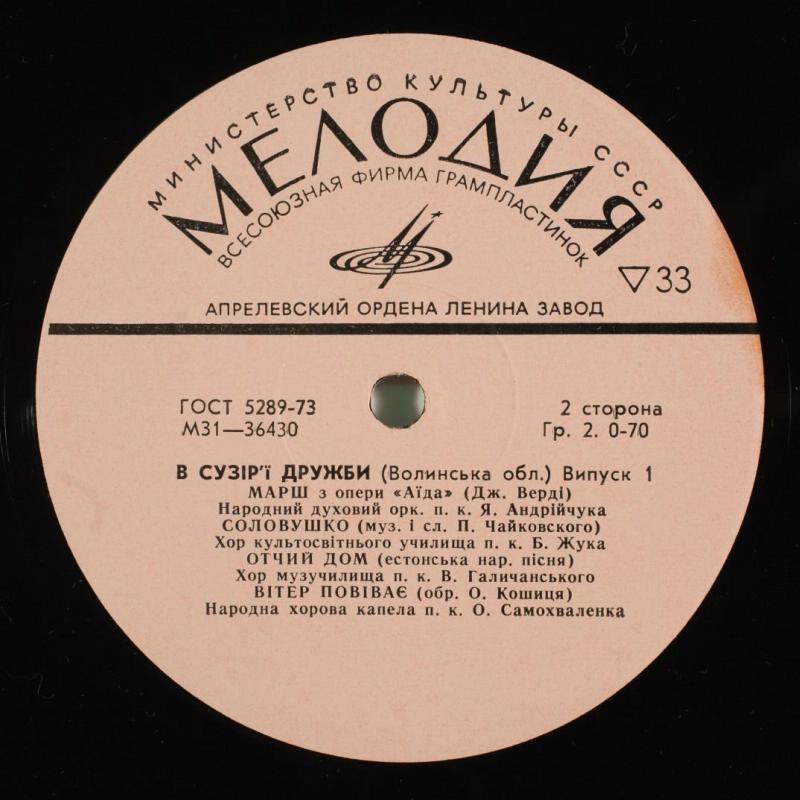 МИНИСТЕРСТВО КУЛЬТУРЫ СССР
МЕЛОДИЯ
ВСЕСОЮЗНАЯ ФИРМА ГРАМПЛАСТИНОК
▽33
АПРЕЛЕВСКИЙ ОРДЕНА ЛЕНИНА ЗАВОД
ГОСТ 5289-73
М31—36430
2 сторона
Гр. 2. 0-70
В СУЗІР'Ї ДРУЖБИ (Волинська обл.) Випуск 1
МАРШ з опери «Аїда» (Дж. Верді)
Народний духовий орк. п. к. Я. Андрійчука
СОЛОВУШКО (муз. і сл. П. Чайковского)
Хор культосвітнього училища п. к. Б. Жука
ОТЧИЙ ДОМ (естонська нар. пісня)
Хор музучилища п. к. В. Галичанського
ВІТЕР ПОВІВАЄ (обр. О. Кошиця)
Народна хорова капела п. к. О. Самохваленка